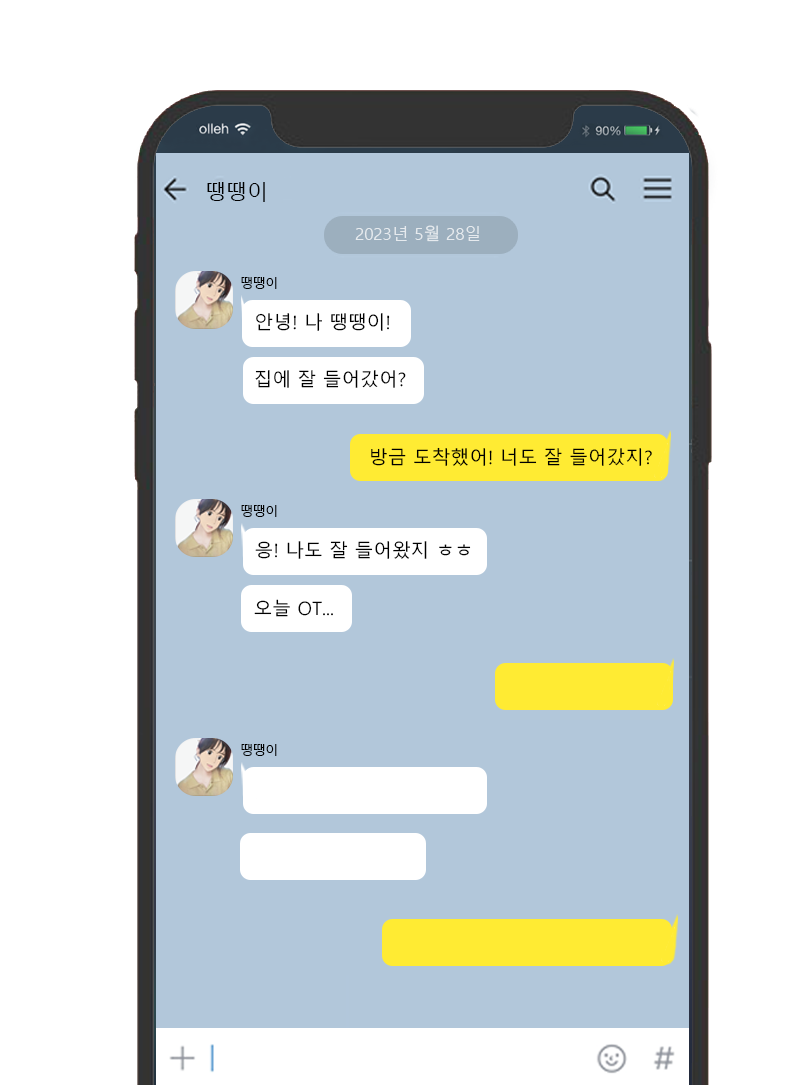 olleh
90%
땡땡이
2023년 5월 28일
땡땡이
안녕! 나 땡땡이!
집에 잘 들어갔어?
방금 도착했어! 너도 잘 들어갔지?
땡땡이
응! 나도 잘 들어왔지 ㅎㅎ
오늘 OT...
땡땡이
#